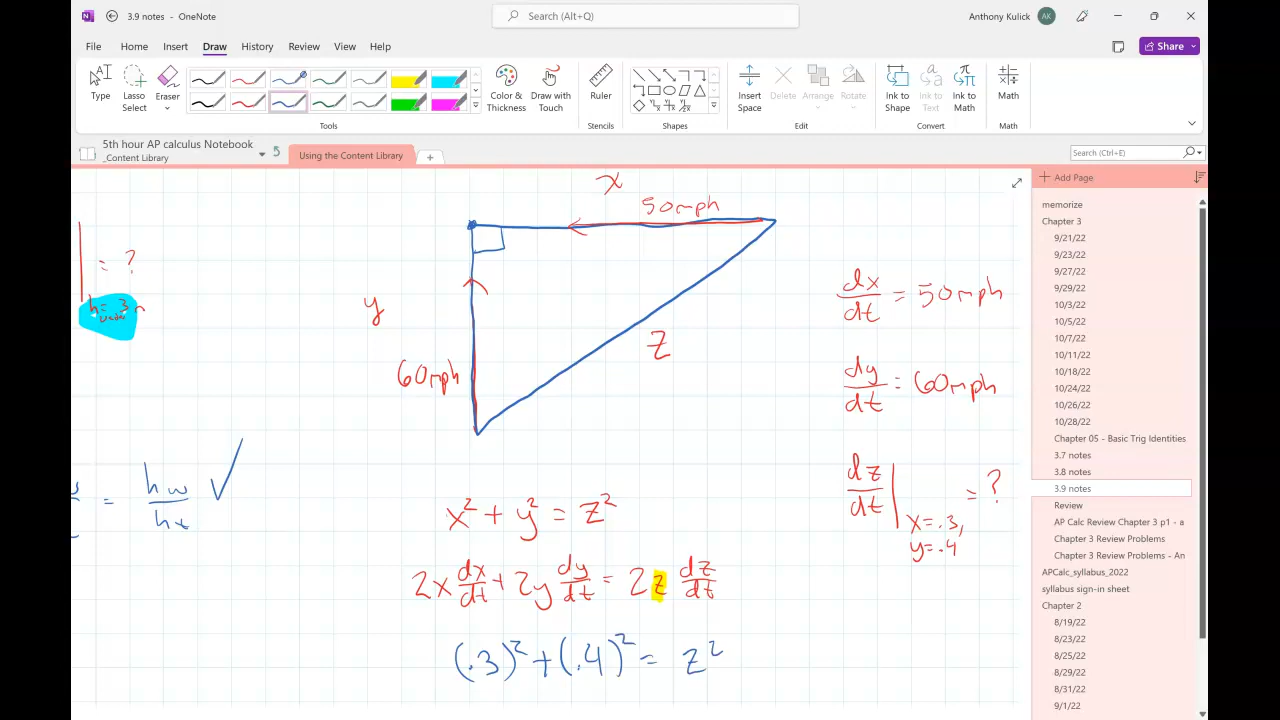 3.9 notes - OneNote
Search (Alt+Q)
Anthony Kulick
AK
File Home Insert Draw History Review View Help
Share
Type
Lasso Select
Eraser
Color & Thickness
Draw with Touch
Ruler
Insert Space
Delete
Arrange
Rotate
Ink to Shape
Ink to Text
Ink to Math
Math
Tools
Stencils
Shapes
Edit
Convert
Math
5th hour AP calculus Notebook
_Content Library
Using the Content Library
Search (Ctrl+E)
Add Page
memorize
Chapter 3
9/21/22
9/23/22
9/27/22
9/29/22
10/3/22
10/5/22
10/7/22
10/11/22
10/18/22
10/24/22
10/26/22
10/28/22
Chapter 05 - Basic Trig Identities
3.7 notes
3.8 notes
3.9 notes
Review
AP Calc Review Chapter 3 p1 - a
Chapter 3 Review Problems
Chapter 3 Review Problems - An
APCalc_syllabus_2022
syllabus sign-in sheet
Chapter 2
8/19/22
8/23/22
8/25/22
8/29/22
8/31/22
9/1/22
x
50mph
= ?
y
60mph
z
dx/dt = 50mph
dy/dt = 60mph
dz/dt | x=.3, y=.4 = ?
x² + y² = z²
2x dx/dt + 2y dy/dt = 2z dz/dt
(.3)² + (.4)² = z²